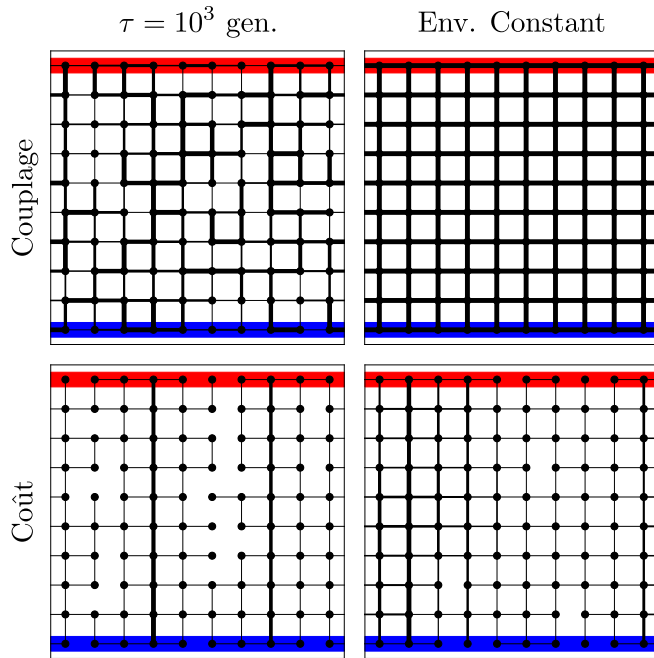 τ = 10³ gen.
Env. Constant
Couplage
Coût